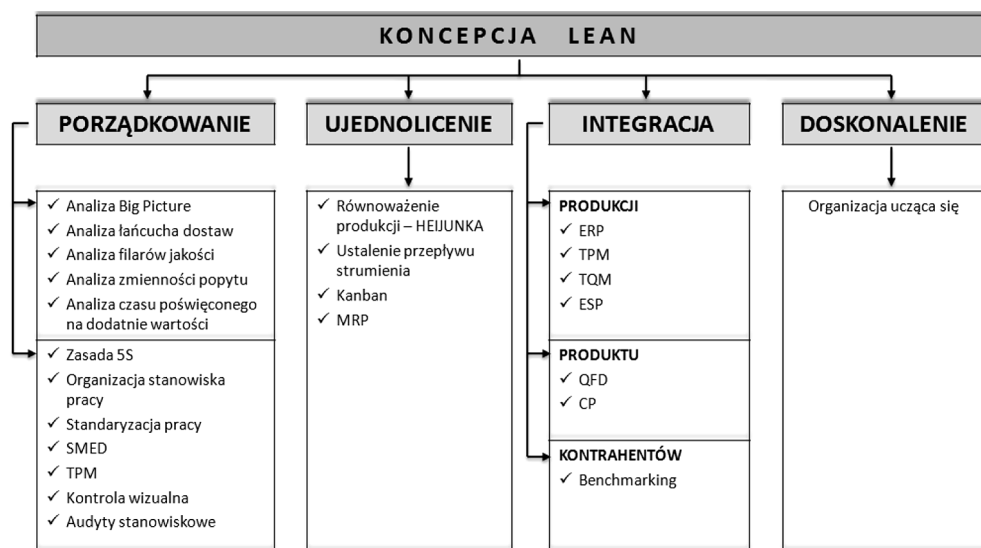 KONCEPCJA LEAN
PORZĄDKOWANIE
Analiza Big Picture
Analiza łańcucha dostaw
Analiza filarów jakości
Analiza zmienności popytu
Analiza czasu poświęconego
na dodatnie wartości
Zasada 5S
Organizacja stanowiska
pracy
Standaryzacja pracy
SMED
TPM
Kontrola wizualna
Audyty stanowiskowe
UJEDNOLICENIE
Równoważenie
produkcji – HEIJUNKA
Ustalenie przepływu
strumienia
Kanban
MRP
INTEGRACJA
PRODUKCJI
ERP
TPM
TQM
ESP
PRODUKTU
QFD
CP
KONTRAHENTÓW
Benchmarking
DOSKONALENIE
Organizacja ucząca się